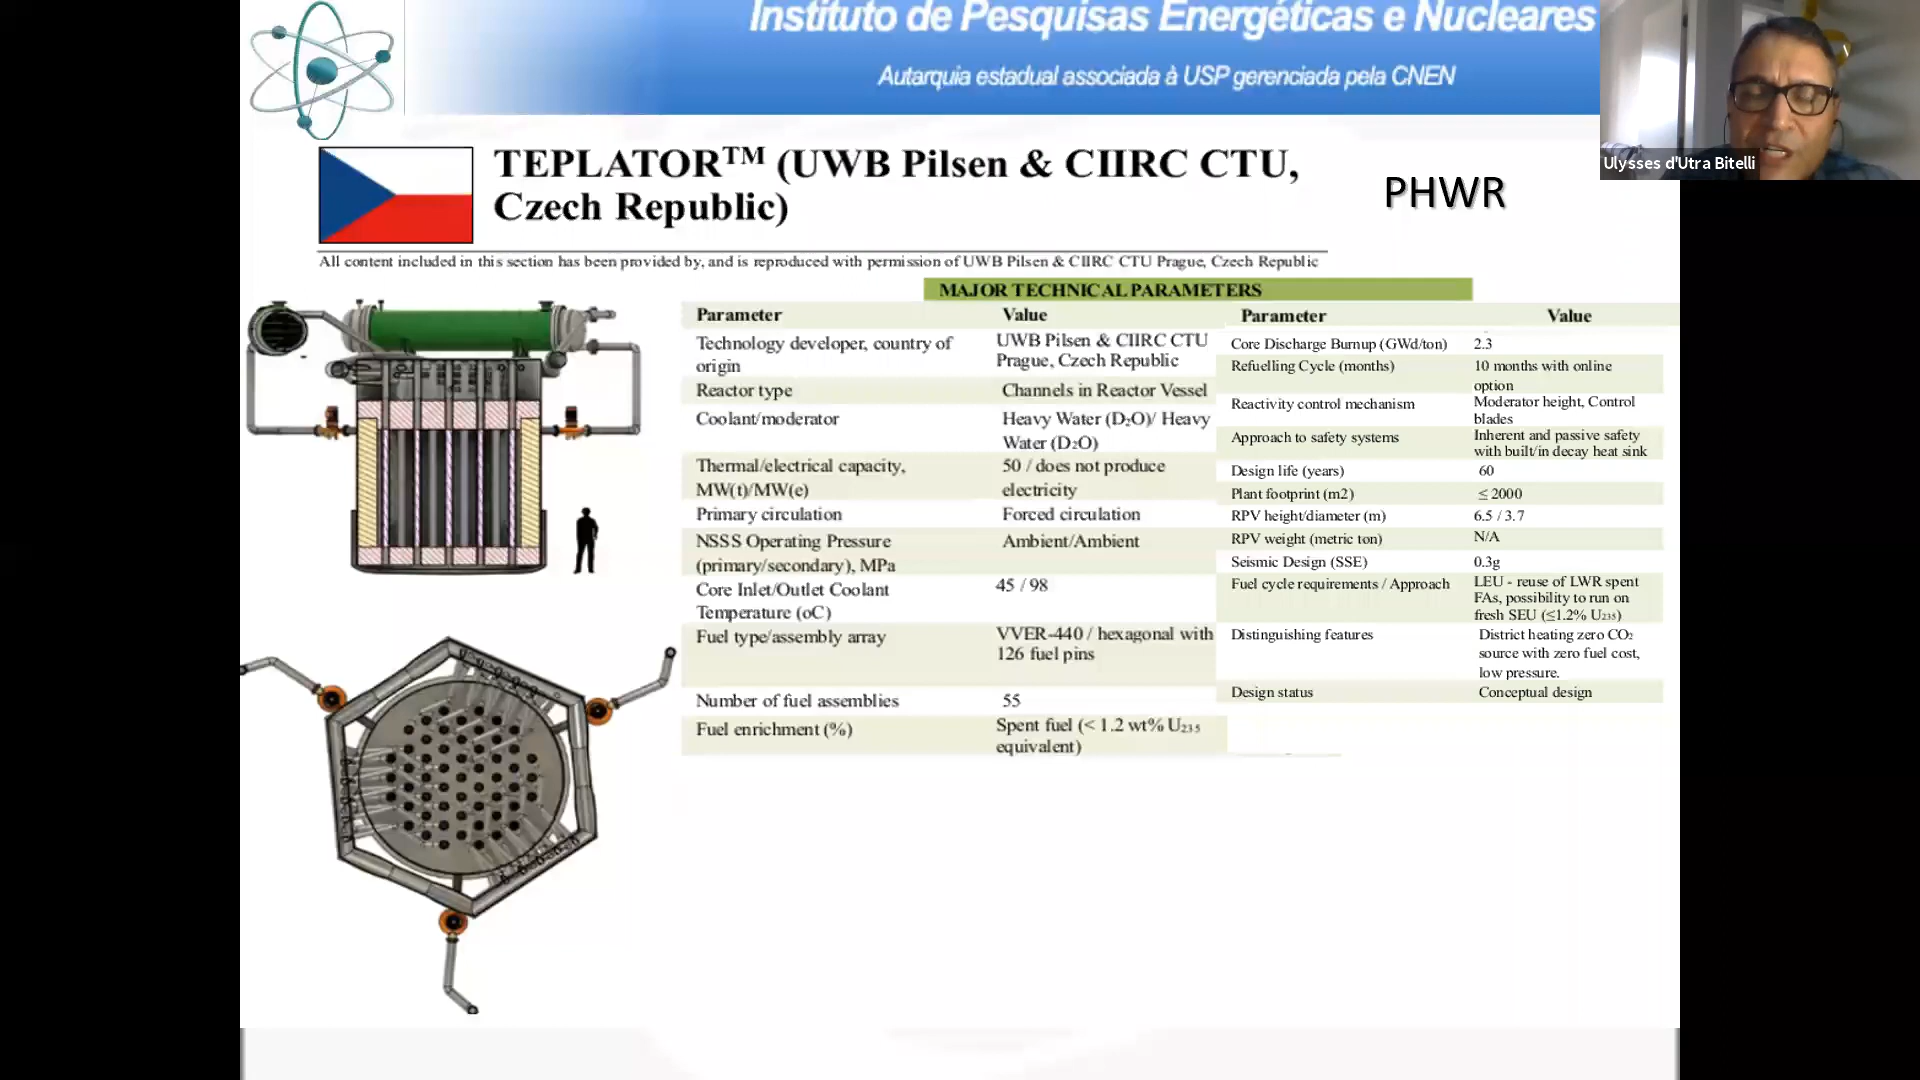 Instituto de Pesquisas Energéticas e Nucleares
Autarquia estadual associada à USP gerenciada pela CNEN
Ulysses d'Utra Bitelli
TEPLATOR™ (UWB Pilsen & CIIRC CTU,
Czech Republic)
PHWR
All content included in this section has been provided by, and is reproduced with permission of UWB Pilsen & CIIRC CTU Prague, Czech Republic
MAJOR TECHNICAL PARAMETERS
Parameter Value
Technology developer, country of
origin
UWB Pilsen & CIIRC CTU
Prague, Czech Republic
Reactor type Channels in Reactor Vessel
Coolant/moderator
Heavy Water (D₂O)/ Heavy
Water (D₂O)
Thermal/electrical capacity,
MW(t)/MW(e)
50 / does not produce
electricity
Primary circulation Forced circulation
NSSS Operating Pressure
(primary/secondary), MPa
Ambient/Ambient
Core Inlet/Outlet Coolant
Temperature (oC)
45 / 98
Fuel type/assembly array
VVER-440 / hexagonal with
126 fuel pins
Number of fuel assemblies 55
Fuel enrichment (%)
Spent fuel (< 1.2 wt% U₂₃₅
equivalent)
Parameter Value
Core Discharge Burnup (GWd/ton) 2.3
Refuelling Cycle (months)
10 months with online
option
Reactivity control mechanism
Moderator height, Control
blades
Approach to safety systems
Inherent and passive safety
with built/in decay heat sink
Design life (years) 60
Plant footprint (m2) ≤ 2000
RPV height/diameter (m) 6.5 / 3.7
RPV weight (metric ton) N/A
Seismic Design (SSE) 0.3g
Fuel cycle requirements / Approach
LEU - reuse of LWR spent
FAs, possibility to run on
fresh SEU (≤1.2% U₂₃₅)
Distinguishing features
District heating zero CO₂
source with zero fuel cost,
low pressure.
Design status Conceptual design